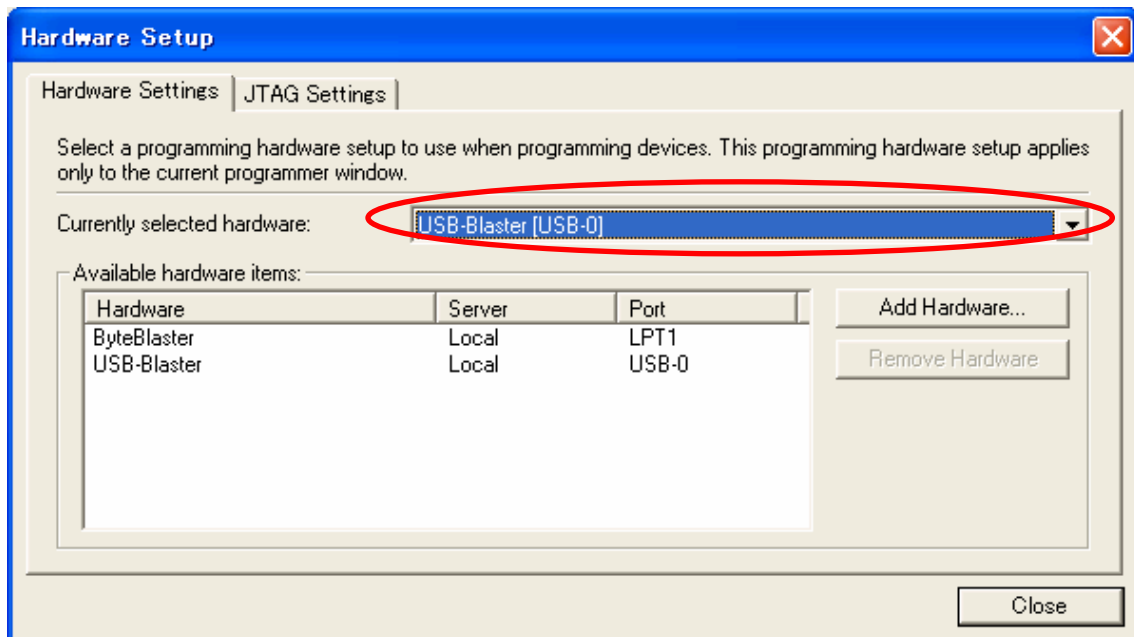 Hardware Setup
Hardware Settings JTAG Settings
Select a programming hardware setup to use when programming devices. This programming hardware setup applies
only to the current programmer window.
Currently selected hardware: USB-Blaster [USB-0]
Available hardware items:
Hardware Server Port Add Hardware...
ByteBlaster Local LPT1
USB-Blaster Local USB-0 Remove Hardware
Close